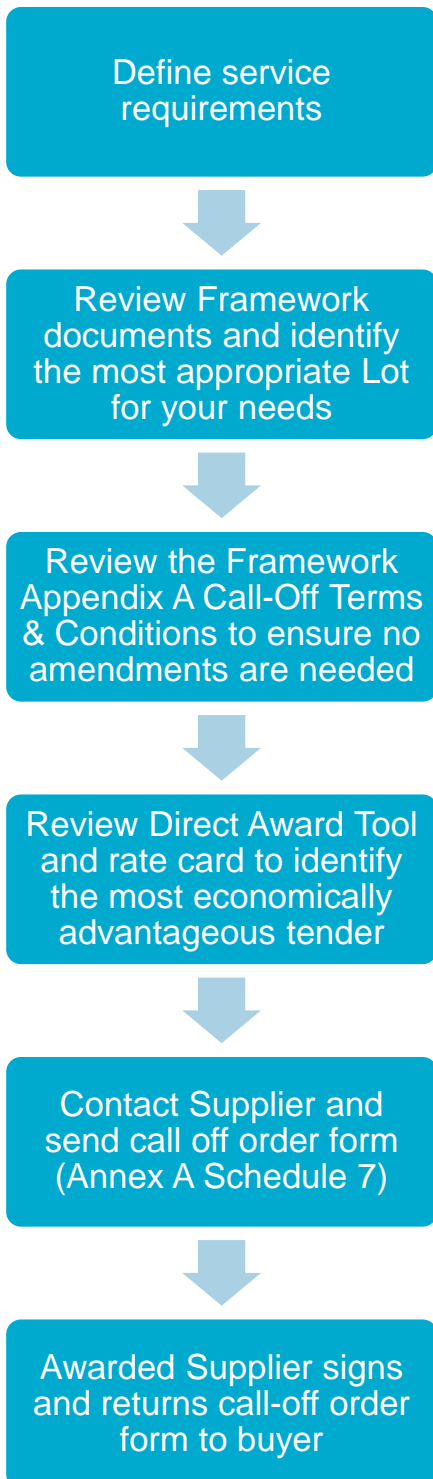 Define service
requirements
Review Framework
documents and identify
the most appropriate Lot
for your needs
Review the Framework
Appendix A Call-Off Terms
& Conditions to ensure no
amendments are needed
Review Direct Award Tool
and rate card to identify
the most economically
advantageous tender
Contact Supplier and
send call off order form
(Annex A Schedule 7)
Awarded Supplier signs
and returns call-off order
form to buyer